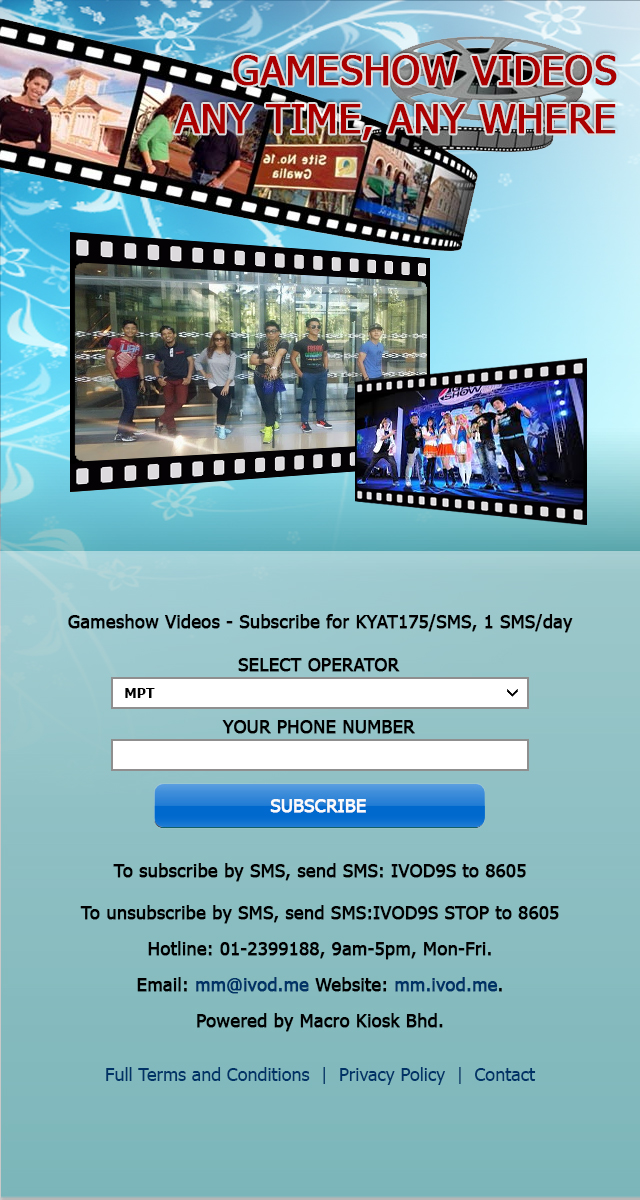 GAMESHOW VIDEOS
ANY TIME, ANY WHERE
Site No.16
Gwalia
SHOW
Gameshow Videos - Subscribe for KYAT175/SMS, 1 SMS/day
SELECT OPERATOR
MPT
YOUR PHONE NUMBER
SUBSCRIBE
To subscribe by SMS, send SMS: IVOD9S to 8605
To unsubscribe by SMS, send SMS:IVOD9S STOP to 8605
Hotline: 01-2399188, 9am-5pm, Mon-Fri.
Email: mm@ivod.me Website: mm.ivod.me.
Powered by Macro Kiosk Bhd.
Full Terms and Conditions | Privacy Policy | Contact